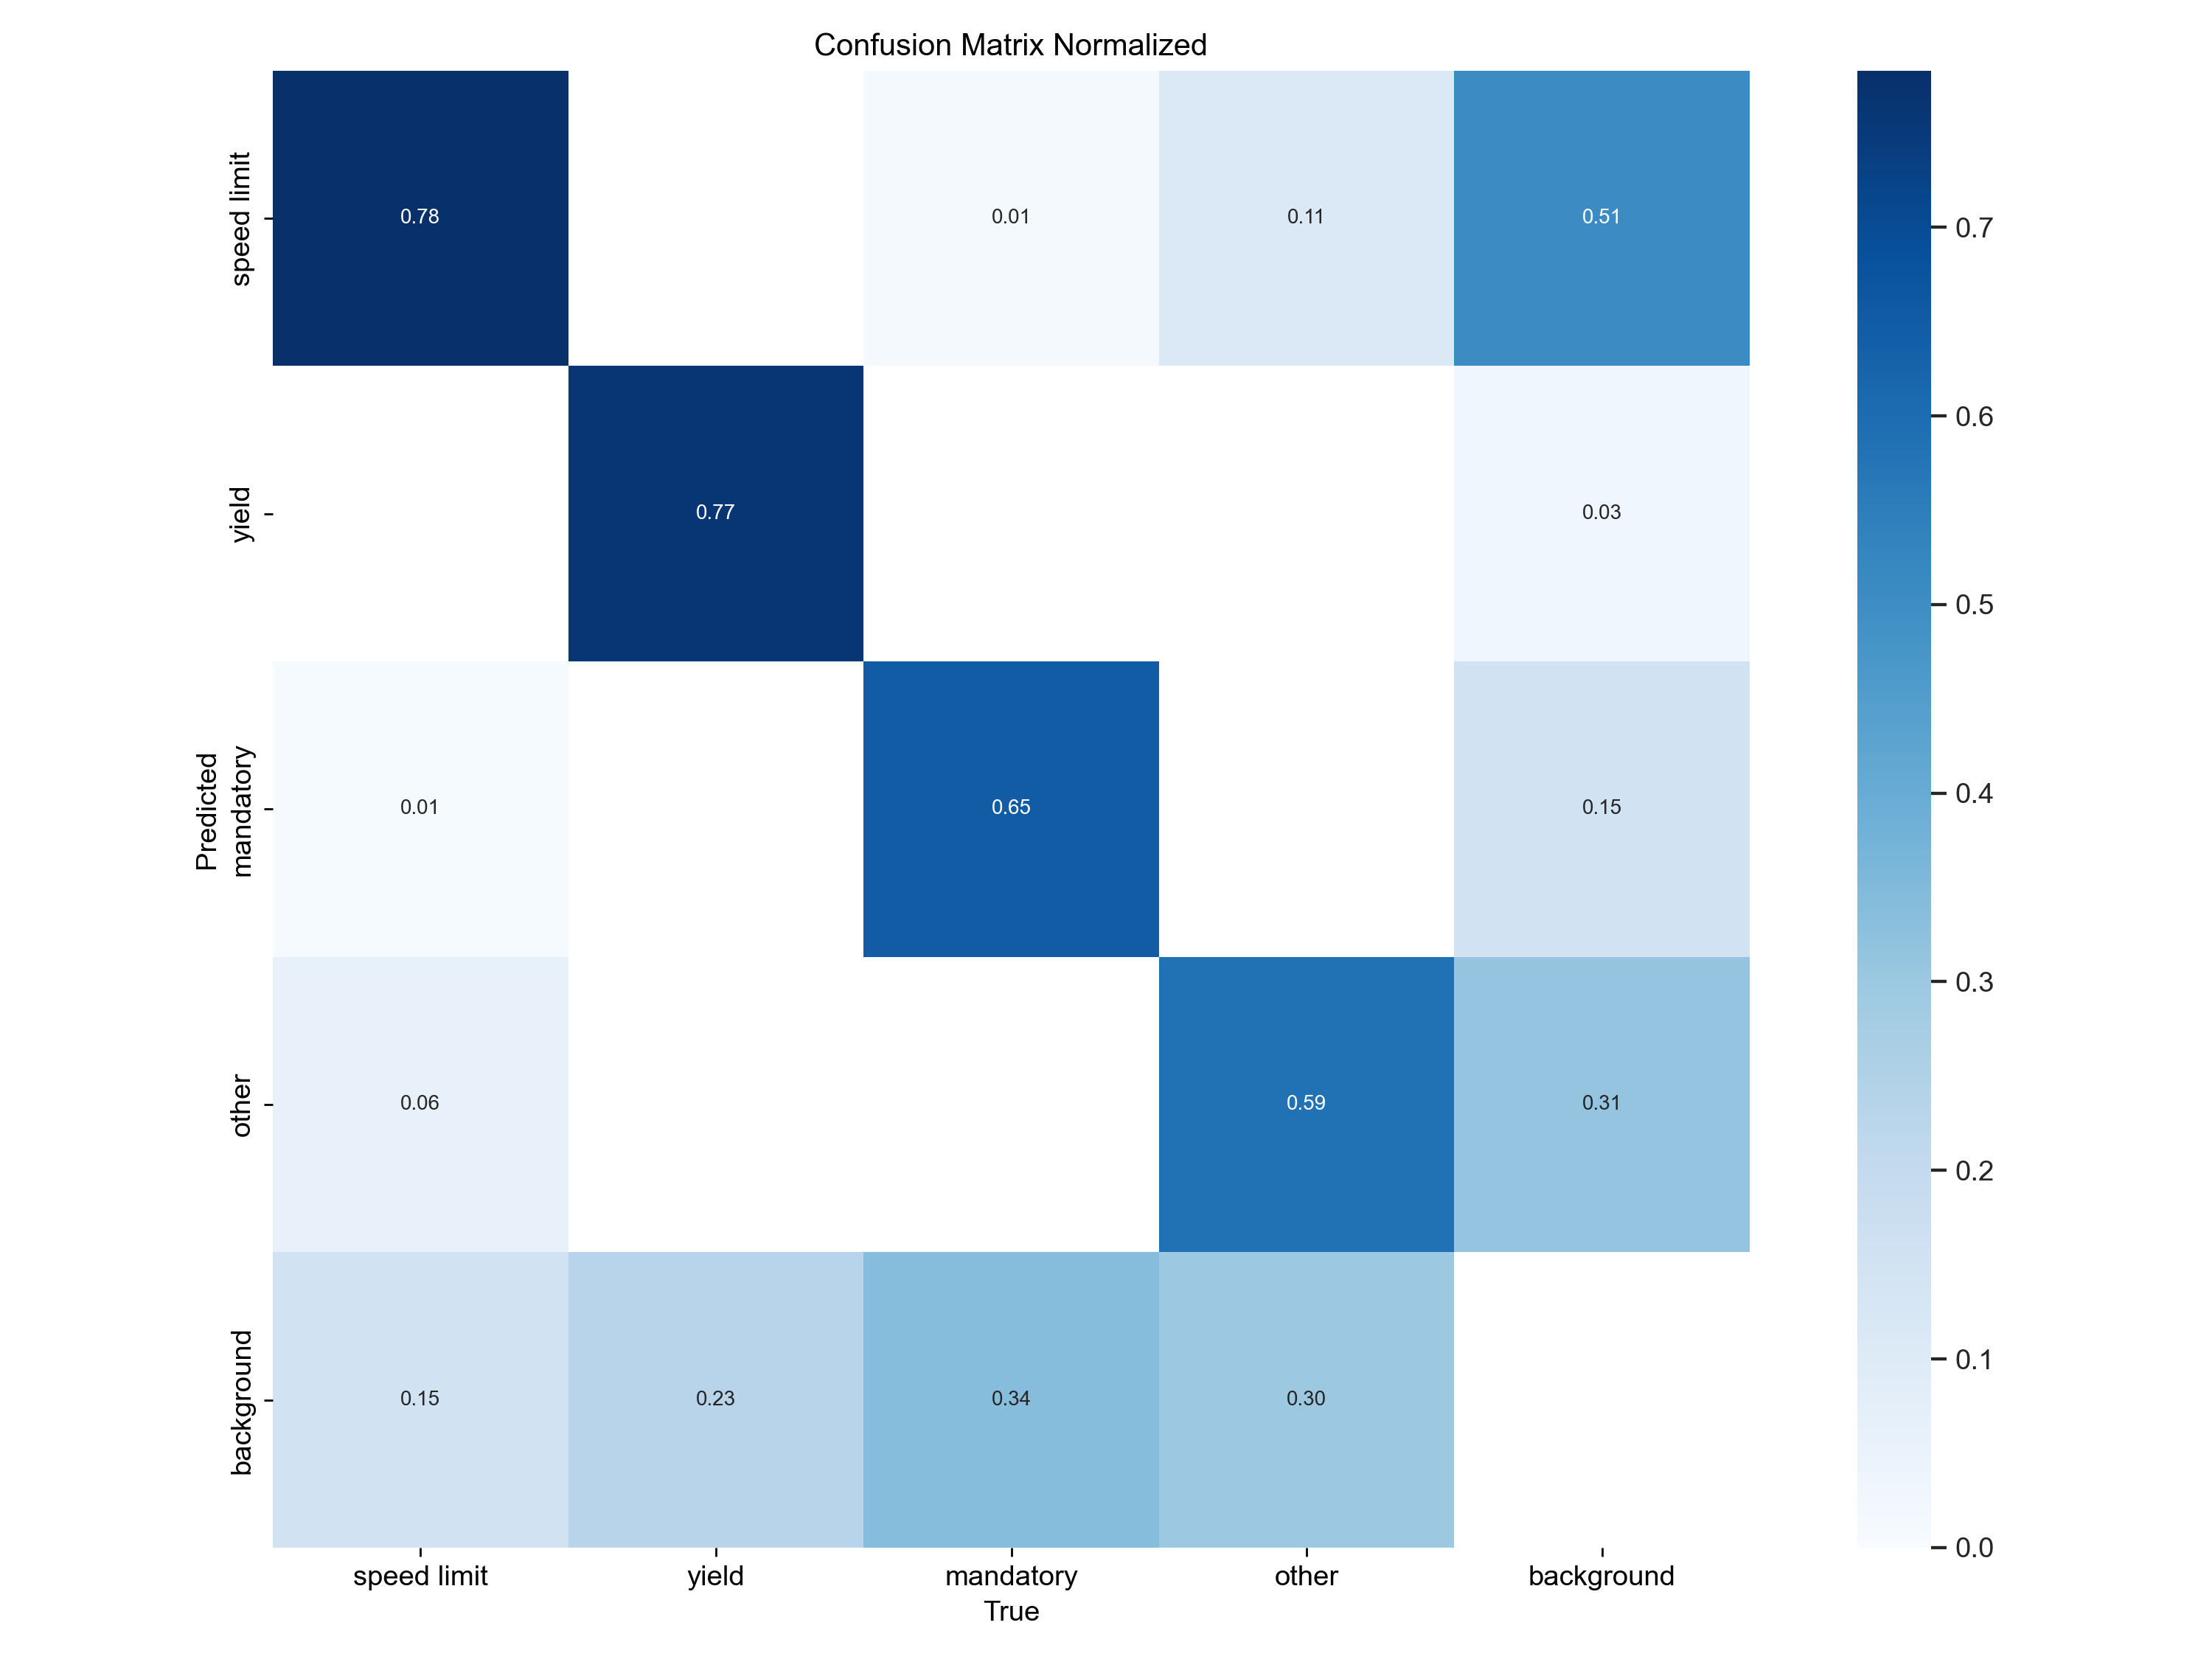 Confusion Matrix Normalized
speed limit
0.78
0.01
0.11
0.51
yield
0.77
0.03
Predicted
mandatory
0.01
0.65
0.15
other
0.06
0.59
0.31
background
0.15
0.23
0.34
0.30
speed limit
yield
mandatory
other
background
True
0.7
0.6
0.5
0.4
0.3
0.2
0.1
0.0